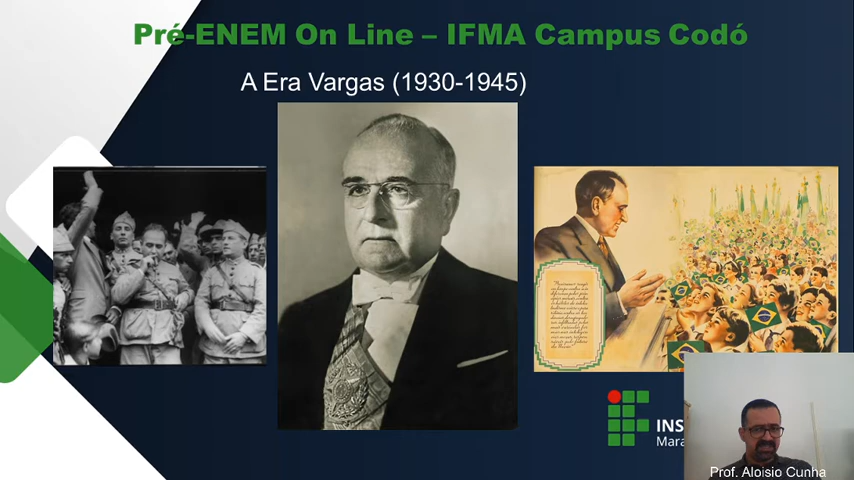 Pré-ENEM On Line – IFMA Campus Codó
A Era Vargas (1930-1945)
INS
Mara
Prof. Aloisio Cunha